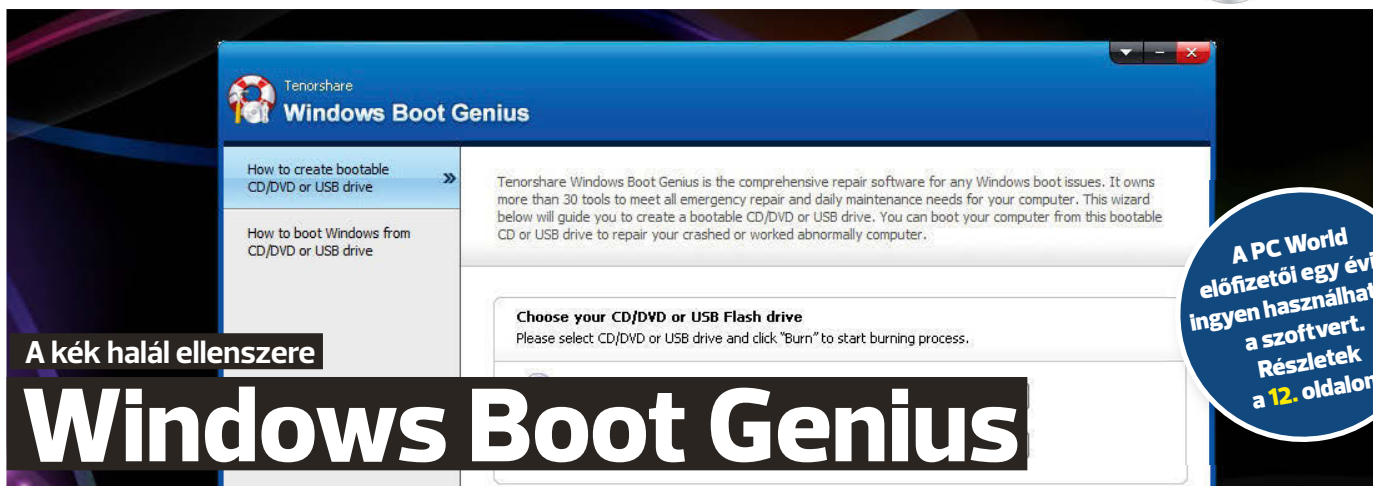 Tenorshare
Windows Boot Genius
How to create bootable
CD/DVD or USB drive
How to boot Windows from
CD/DVD or USB drive
Tenorshare Windows Boot Genius is the comprehensive repair software for any Windows boot issues. It owns
more than 30 tools to meet all emergency repair and daily maintenance needs for your computer. This wizard
below will guide you to create a bootable CD/DVD or USB drive. You can boot your computer from this bootable
CD or USB drive to repair your crashed or worked abnormally computer.
Choose your CD/DVD or USB Flash drive
Please select CD/DVD or USB drive and click "Burn" to start burning process.
A PC World
előfizetői egy évi
ingyen használhat
a szoftvert.
Részletek
a 12. oldalon
A kék halál ellenszere
Windows Boot Genius